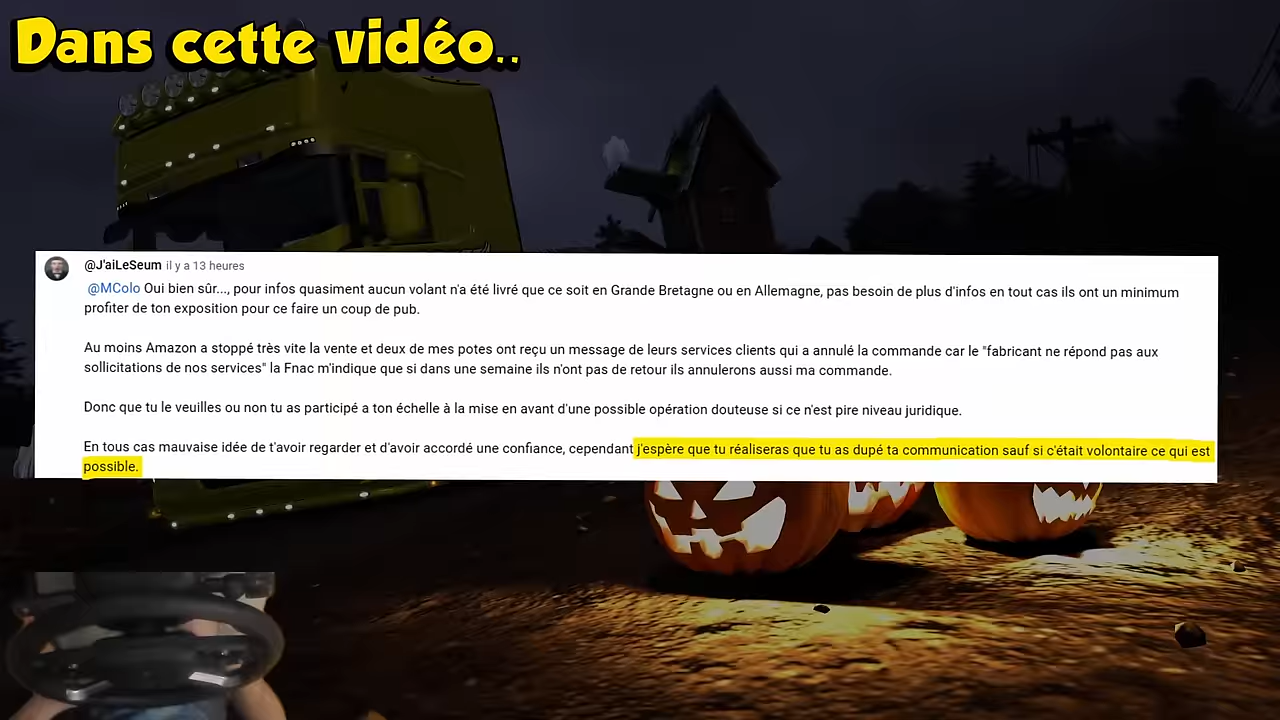 Dans cette vidéo..
@J'aiLeSeum il y a 13 heures
@MColo Oui bien sûr..., pour infos quasiment aucun volant n'a été livré que ce soit en Grande Bretagne ou en Allemagne, pas besoin de plus d'infos en tout cas ils ont un minimum
profiter de ton exposition pour ce faire un coup de pub.
Au moins Amazon a stoppé très vite la vente et deux de mes potes ont reçu un message de leurs services clients qui a annulé la commande car le "fabricant ne répond pas aux
sollicitations de nos services" la Fnac m'indique que si dans une semaine ils n'ont pas de retour ils annulerons aussi ma commande.
Donc que tu le veuilles ou non tu as participé a ton échelle à la mise en avant d'une possible opération douteuse si ce n'est pire niveau juridique.
En tous cas mauvaise idée de t'avoir regarder et d'avoir accordé une confiance, cependant j'espère que tu réaliseras que tu as dupé ta communication sauf si c'était volontaire ce qui est
possible.